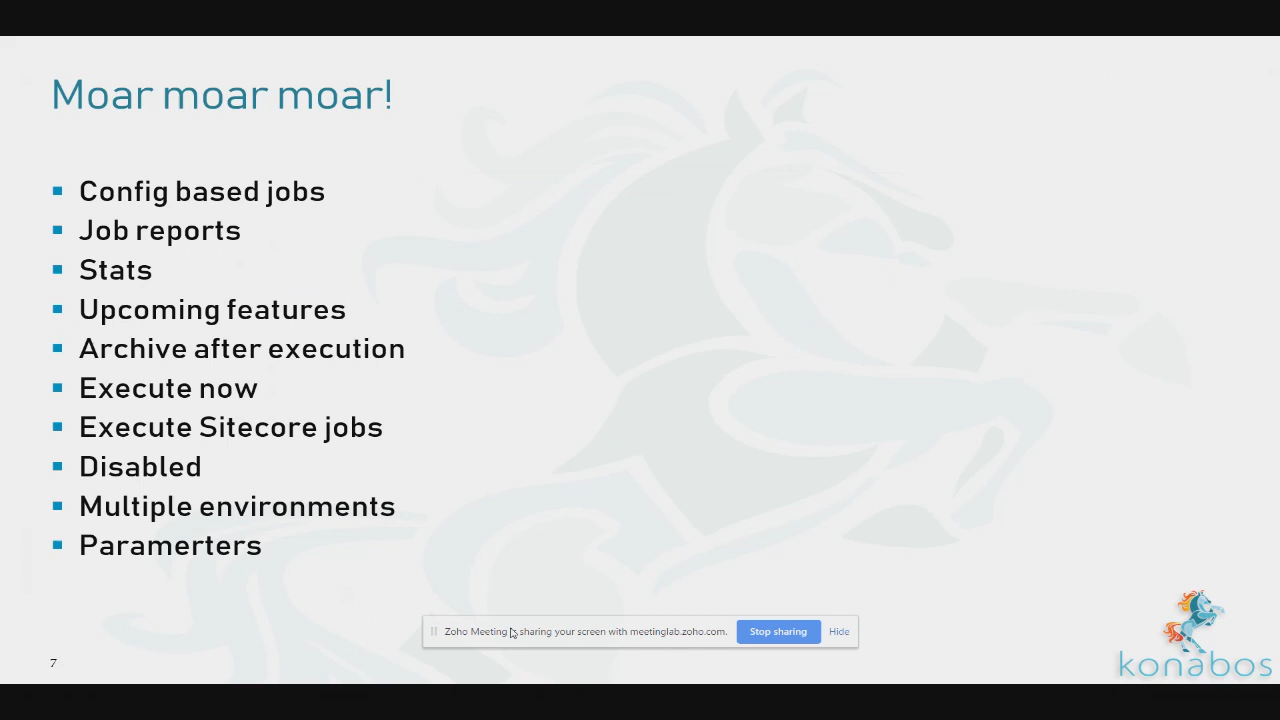 Moar moar moar!
Config based jobs
Job reports
Stats
Upcoming features
Archive after execution
Execute now
Execute Sitecore jobs
Disabled
Multiple environments
Paramerters
Zoho Meeting is sharing your screen with meetinglab.zoho.com.
Stop sharing
Hide
7
konabos